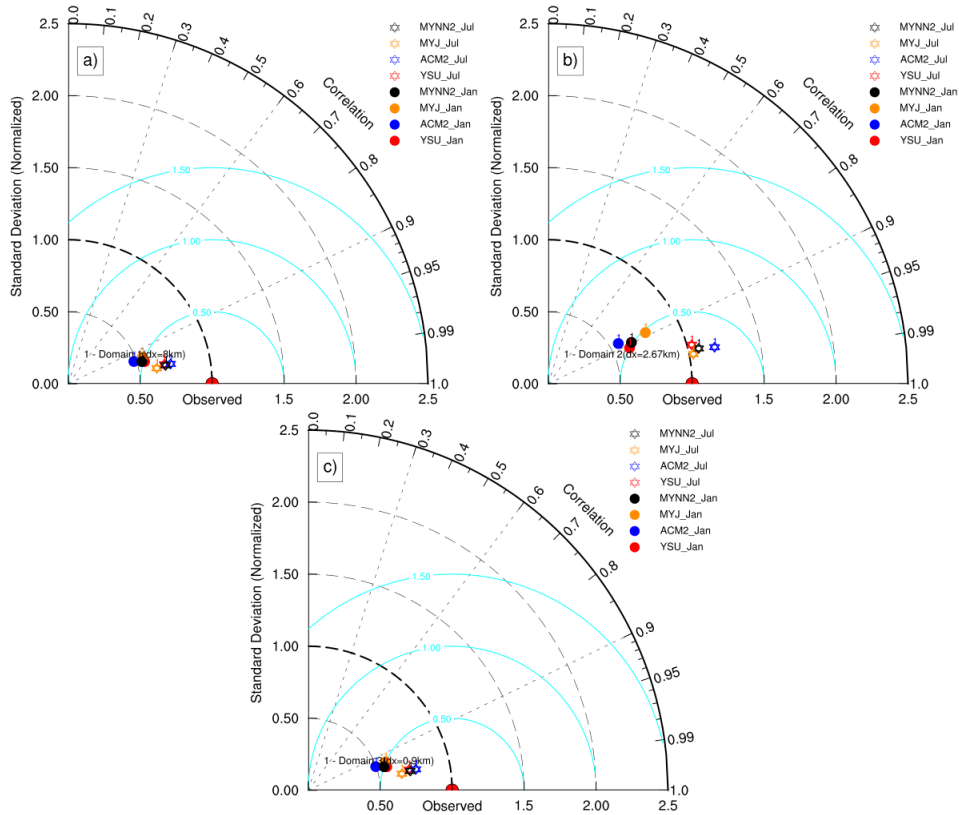 a)
Standard Deviation (Normalized)
2.5
2.00
1.50
1.00
0.50
0.00
0.50
Observed
1.5
2.00
2.5
0.0
0.1
0.2
0.3
0.4
0.5
0.6
0.7
0.8
0.9
0.95
0.99
1.0
Correlation
1.50
1.00
0.50
MYNN2_Jul
MYJ_Jul
ACM2_Jul
YSU_Jul
MYNN2_Jan
MYJ_Jan
ACM2_Jan
YSU_Jan
b)
Standard Deviation (Normalized)
2.5
2.00
1.50
1.00
0.50
0.00
0.50
Observed
1.5
2.00
2.5
0.0
0.1
0.2
0.3
0.4
0.5
0.6
0.7
0.8
0.9
0.95
0.99
1.0
Correlation
1.50
1.00
0.50
1 - Domain 2(dx=2.67km)
MYNN2_Jul
MYJ_Jul
ACM2_Jul
YSU_Jul
MYNN2_Jan
MYJ_Jan
ACM2_Jan
YSU_Jan
c)
Standard Deviation (Normalized)
2.5
2.00
1.50
1.00
0.50
0.00
0.50
Observed
1.5
2.00
2.5
0.0
0.1
0.2
0.3
0.4
0.5
0.6
0.7
0.8
0.9
0.95
0.99
1.0
Correlation
1.50
1.00
0.50
MYNN2_Jul
MYJ_Jul
ACM2_Jul
YSU_Jul
MYNN2_Jan
MYJ_Jan
ACM2_Jan
YSU_Jan